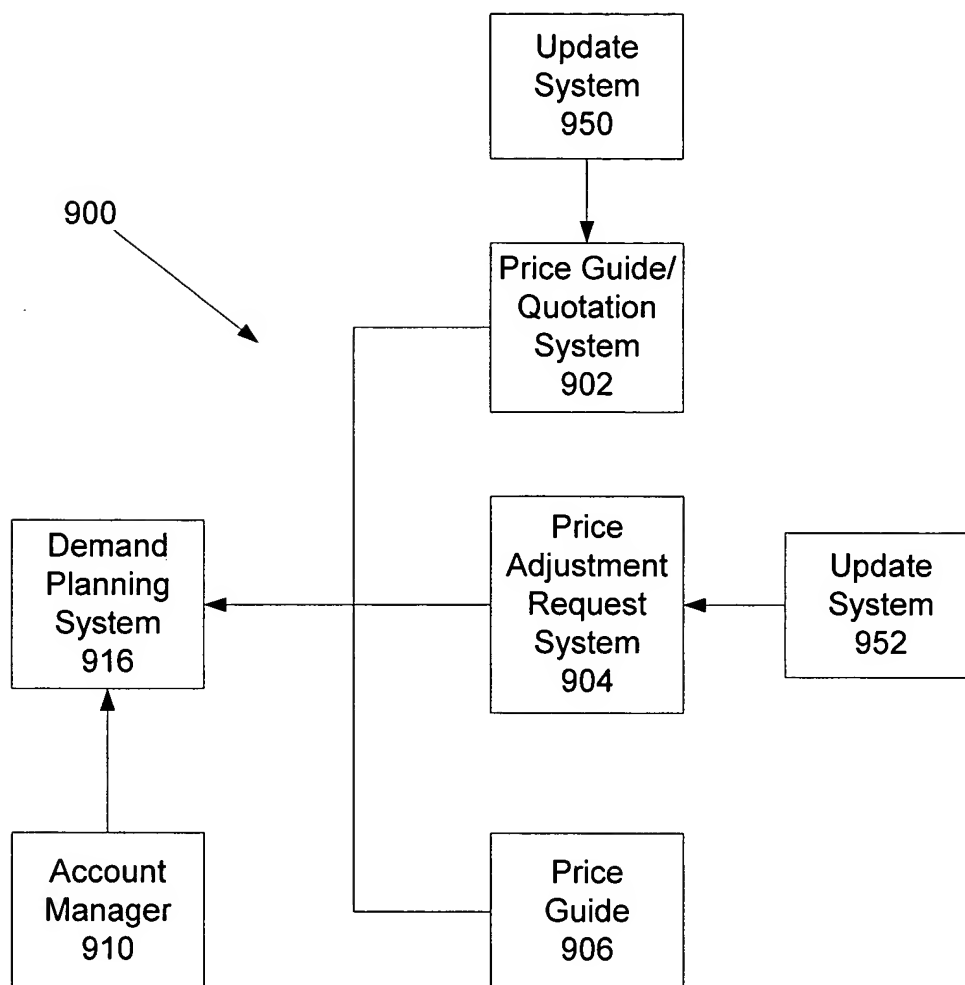 Update
System
950
900
Price Guide/
Quotation
System
902
Demand
Planning
System
916
Price
Adjustment
Request
System
904
Update
System
952
Account
Manager
910
Price
Guide
906